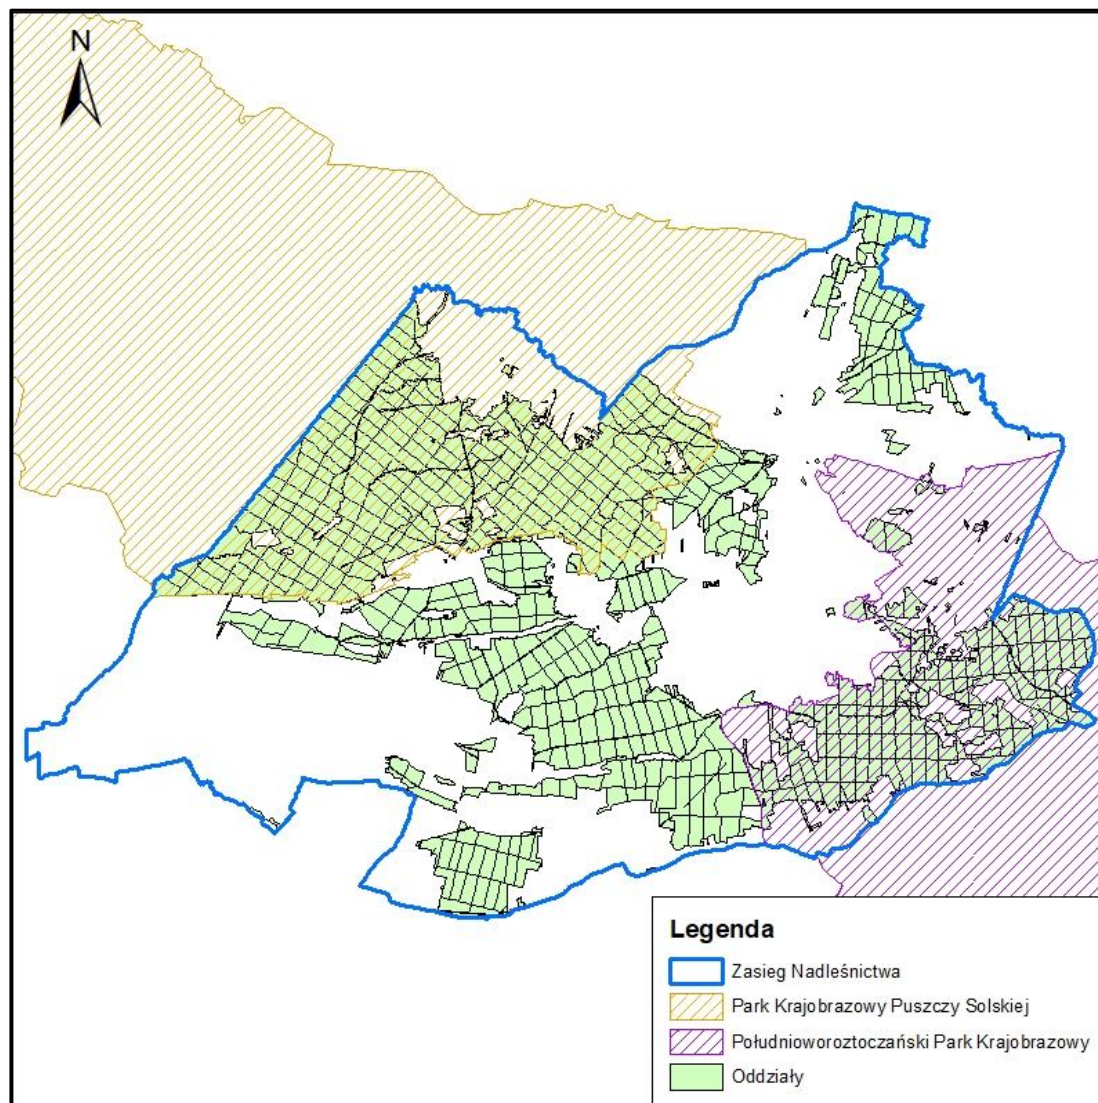 N
Legenda
Zasieg Nadleśnictwa
Park Krajobrazowy Puszczy Solskiej
Południoworoztoczański Park Krajobrazowy
Oddziały